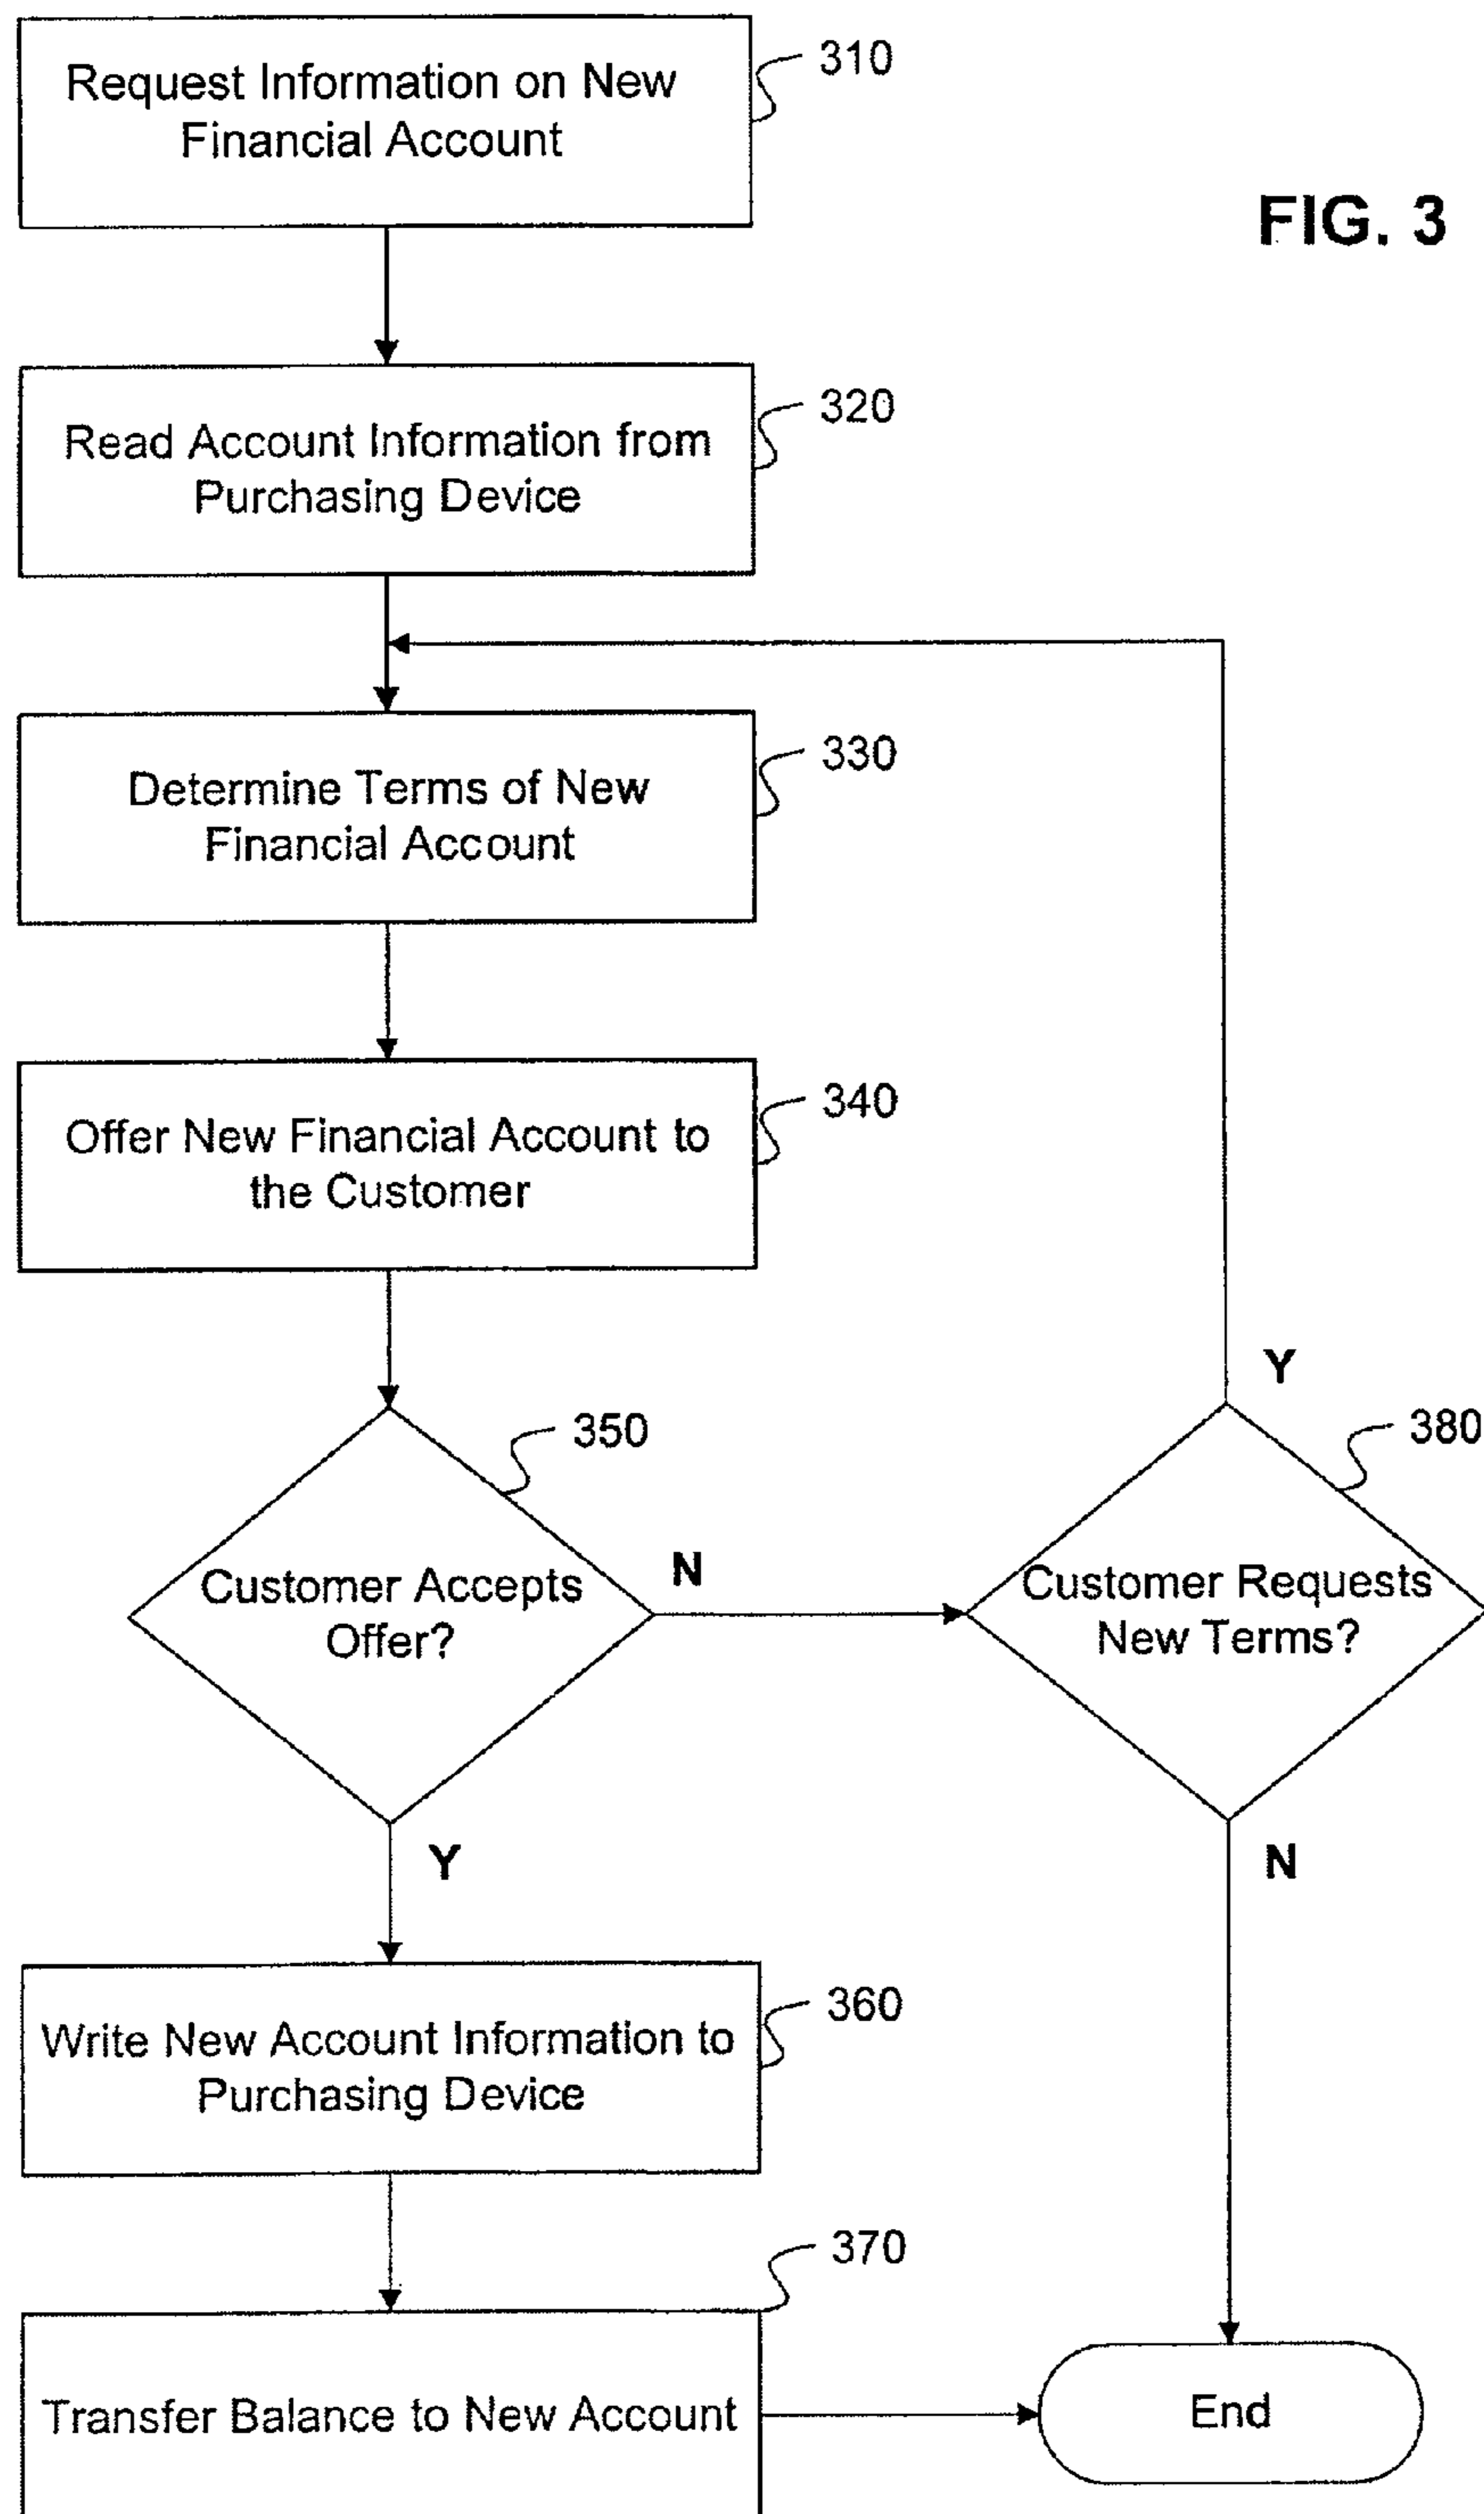 310
Request Information on New
Financial Account
FIG. 3
320
Read Account Information from
Purchasing Device
330
Determine Terms of New
Financial Account
340
Offer New Financial Account to
the Customer
350
Customer Accepts
Offer?
N
Y
Y
380
Customer Requests
New Terms?
N
360
Write New Account Information to
Purchasing Device
370
Transfer Balance to New Account
End